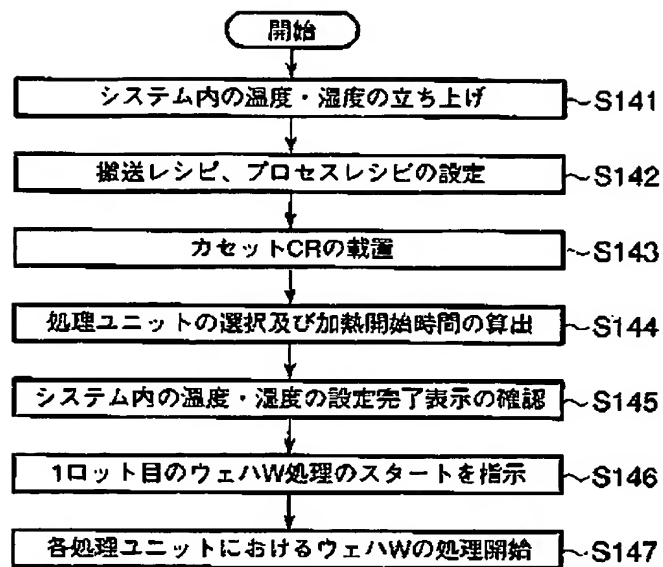 開始
システム内の温度・湿度の立ち上げ ~S141
搬送レシピ、プロセスレシピの設定 ~S142
カセットCRの載置 ~S143
処理ユニットの選択及び加熱開始時間の算出 ~S144
システム内の温度・湿度の設定完了表示の確認 ~S145
1ロット目のウェハW処理のスタートを指示 ~S146
各処理ユニットにおけるウェハWの処理開始 ~S147